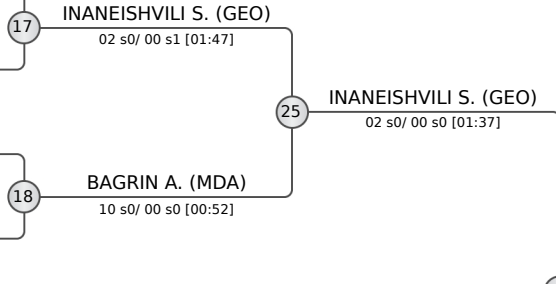 INANEISHVILI S. (GEO)
17
02 s0/ 00 s1 [01:47]
INANEISHVILI S. (GEO)
25
02 s0/ 00 s0 [01:37]
BAGRIN A. (MDA)
18
10 s0/ 00 s0 [00:52]